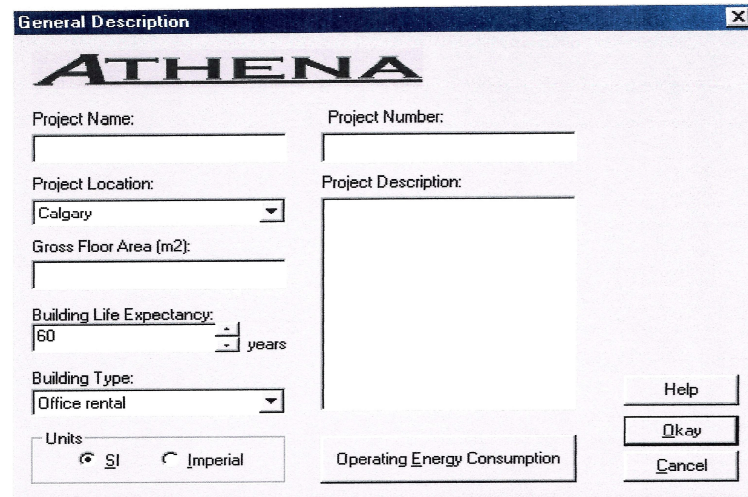 General Description
ATHENA
Project Name:
Project Number:
Project Location:
Calgary
Project Description:
Gross Floor Area (m2):
Building Life Expectancy:
60
years
Building Type:
Office rental
Units
SI
Imperial
Operating Energy Consumption
Help
Okay
Cancel